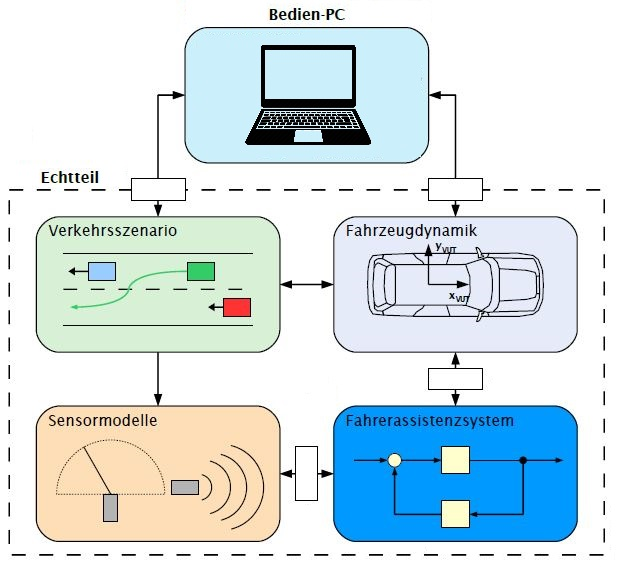 Bedien-PC
Echtteil
Verkehrsszenario
Fahrzeugdynamik
yVUT
xVUT
Sensormodelle
Fahrerassistenzsystem